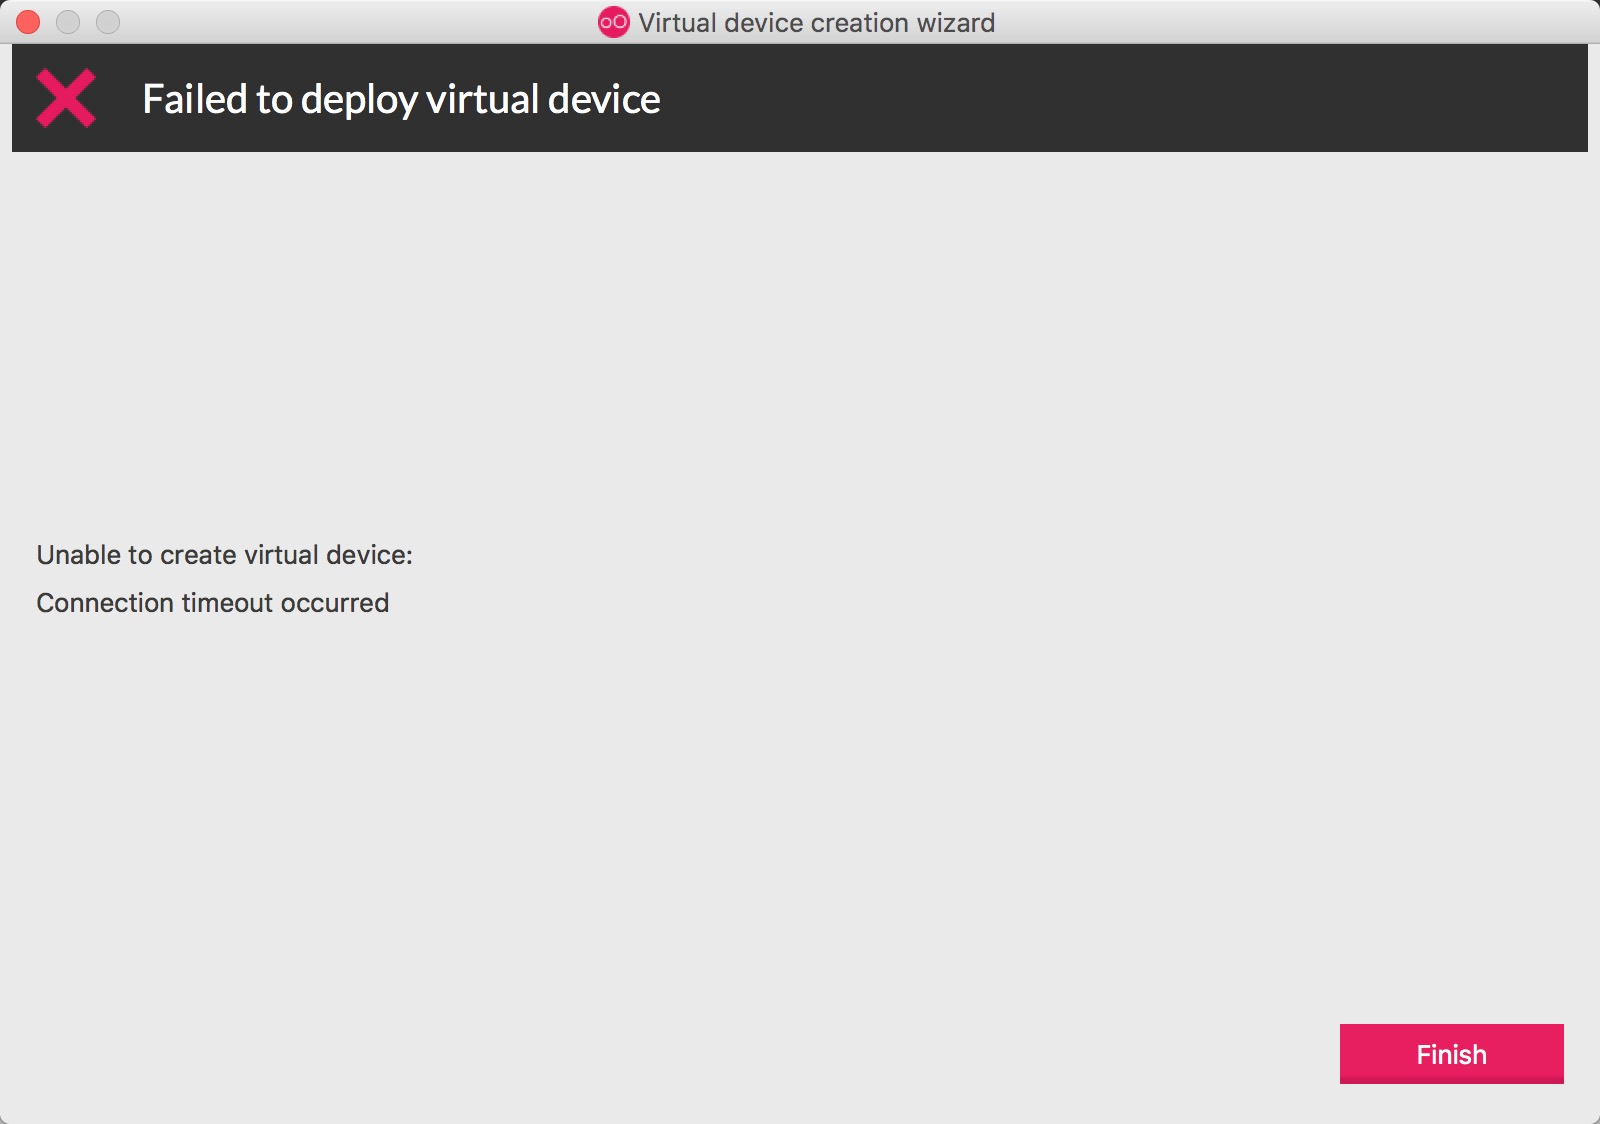 Virtual device creation wizard
Failed to deploy virtual device
Unable to create virtual device:
Connection timeout occurred
Finish